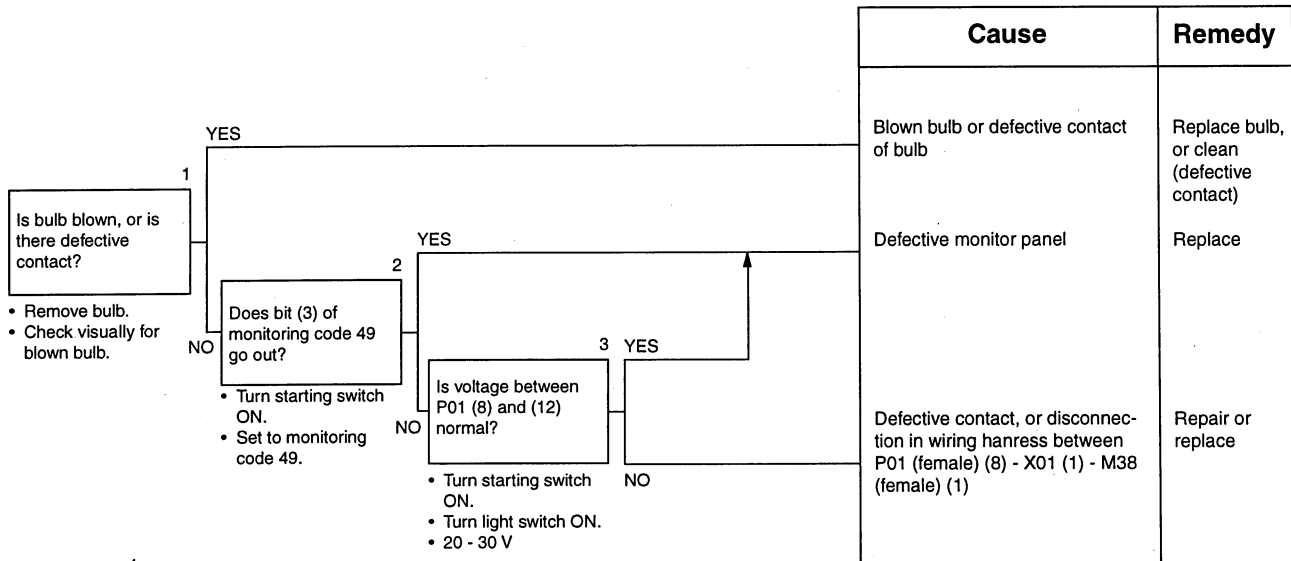 Cause
Remedy
YES
Blown bulb or defective contact
of bulb
Replace bulb,
or clean
(defective
contact)
1
Is bulb blown, or is
there defective
contact?
• Remove bulb.
• Check visually for
blown bulb.
YES
Defective monitor panel
Replace
NO
2
Does bit (3) of
monitoring code 49
go out?
• Turn starting switch
ON.
• Set to monitoring
code 49.
YES
NO
3
Is voltage between
P01 (8) and (12)
normal?
• Turn starting switch
ON.
• Turn light switch ON.
• 20 - 30 V
NO
Defective contact, or disconnec-
tion in wiring hanress between
P01 (female) (8) - X01 (1) - M38
(female) (1)
Repair or
replace